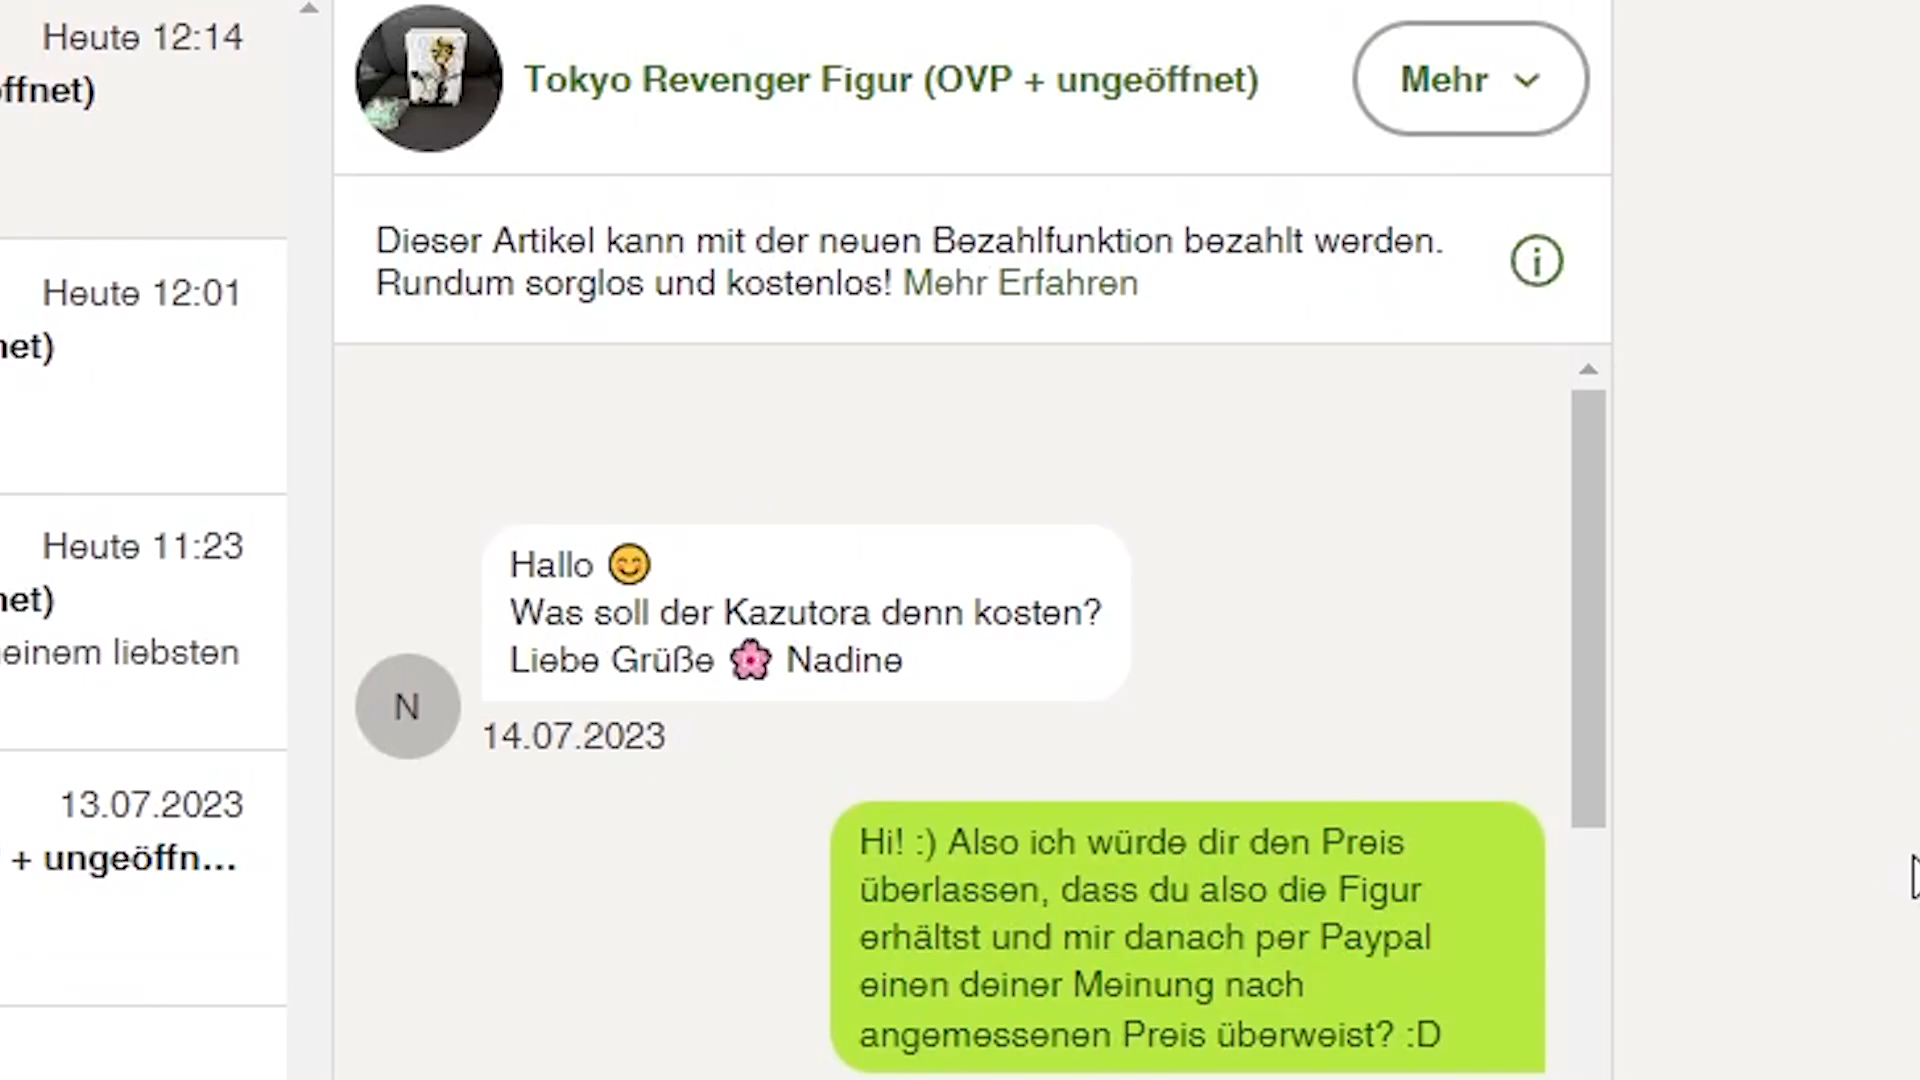 Heute 12:14
öffnet)
Heute 12:01
net)
Heute 11:23
net)
einem liebsten
13.07.2023
+ ungeöffn...
Tokyo Revenger Figur (OVP + ungeöffnet)
Mehr
Dieser Artikel kann mit der neuen Bezahlfunktion bezahlt werden.
Rundum sorglos und kostenlos! Mehr Erfahren
Hallo 😊
Was soll der Kazutora denn kosten?
Liebe Grüße 🌸 Nadine
N
14.07.2023
Hi! :) Also ich würde dir den Preis
überlassen, dass du also die Figur
erhältst und mir danach per Paypal
einen deiner Meinung nach
angemessenen Preis überweist? :D